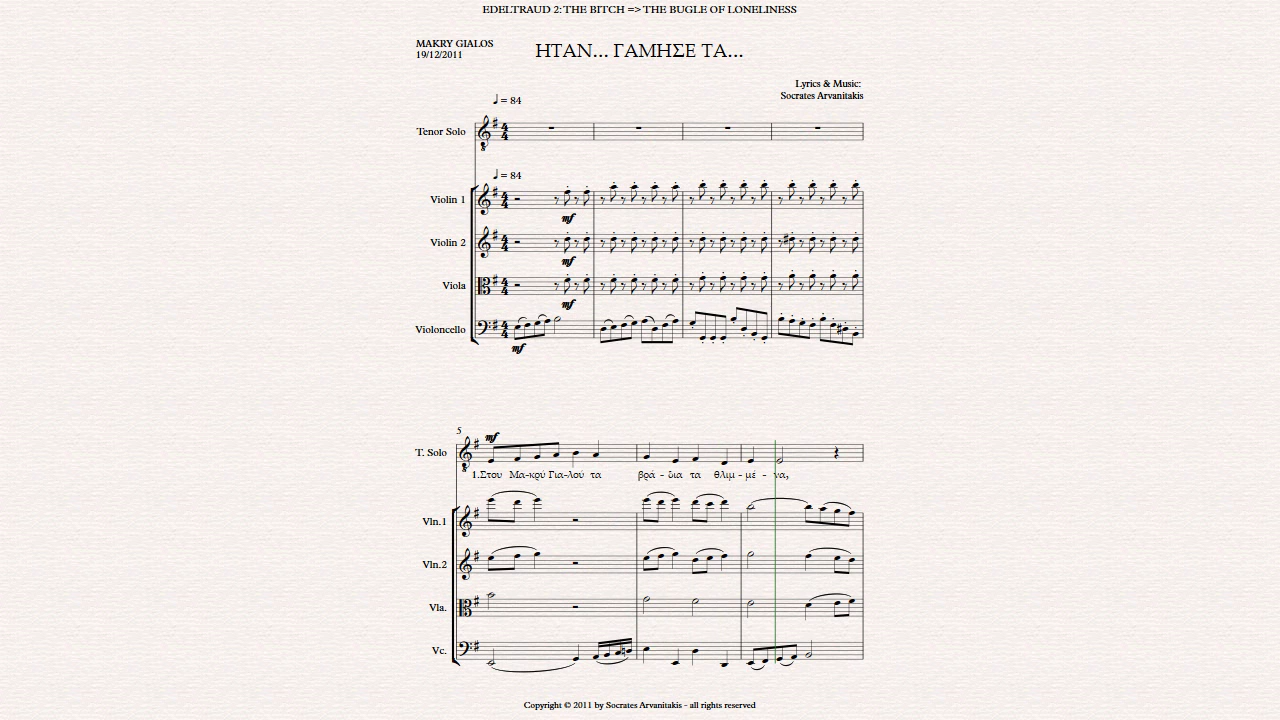 EDELTRAUD 2: THE BITCH => THE BUGLE OF LONELINESS
MAKRY GIALOS
19/12/2011
ΗΤΑΝ... ΓΑΜΗΣΕ ΤΑ...
Lyrics & Music:
Socrates Arvanitakis
♩= 84
Tenor Solo
♩= 84
Violin 1
mf
Violin 2
mf
Viola
mf
Violoncello
mf
5
mf
T. Solo
1.Στου Μα-κρύ Για-λού τα βρά - δια τα θλιμ - μέ - να,
Vln.1
Vln.2
Vla.
Vc.
Copyright © 2011 by Socrates Arvanitakis - all rights reserved